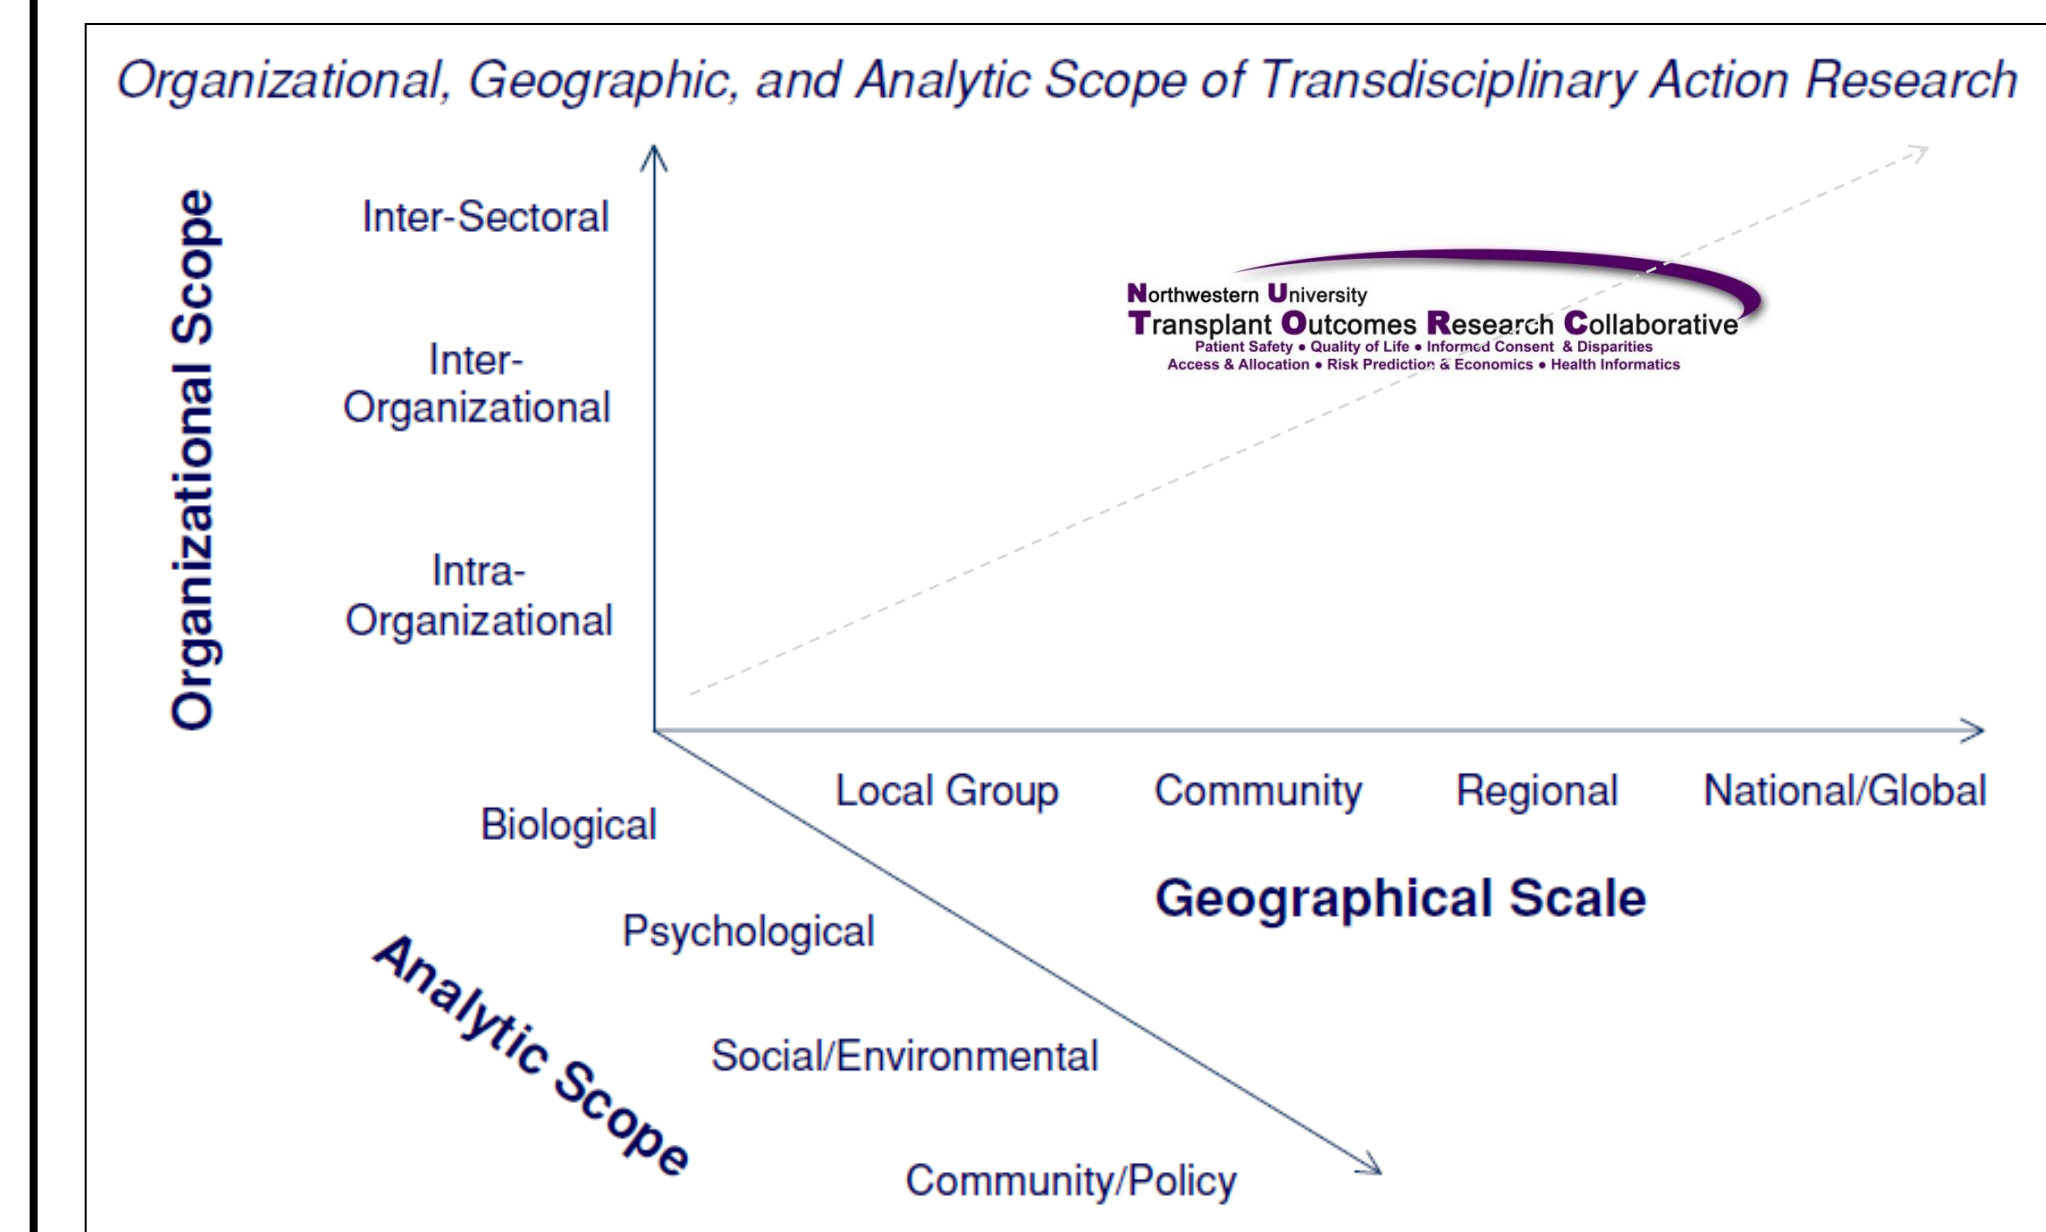 Organizational, Geographic, and Analytic Scope of Transdisciplinary Action Research
Organizational Scope
Inter-Sectoral
Inter-
Organizational
Intra-
Organizational
Northwestern University
Transplant Outcomes Research Collaborative
Patient Safety • Quality of Life • Informed Consent & Disparities
Access & Allocation • Risk Prediction & Economics • Health Informatics
Local Group
Community
Regional
National/Global
Geographical Scale
Biological
Psychological
Social/Environmental
Community/Policy
Analytic Scope